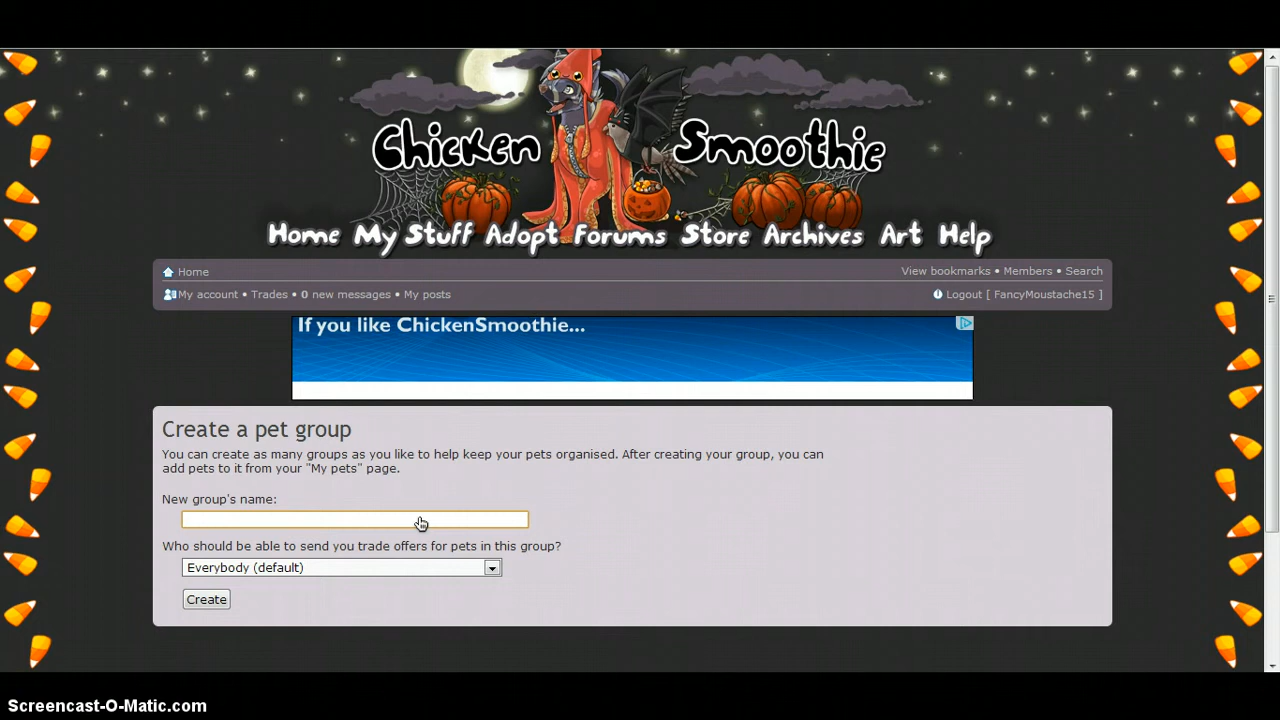 Chicken Smoothie
Home My Stuff Adopt Forums Store Archives Art Help
Home View bookmarks • Members • Search
My account • Trades • 0 new messages • My posts Logout [ FancyMoustache15 ]
If you like ChickenSmoothie...
Create a pet group
You can create as many groups as you like to help keep your pets organised. After creating your group, you can
add pets to it from your "My pets" page.
New group's name:
Who should be able to send you trade offers for pets in this group?
Everybody (default)
Create
Screencast-O-Matic.com